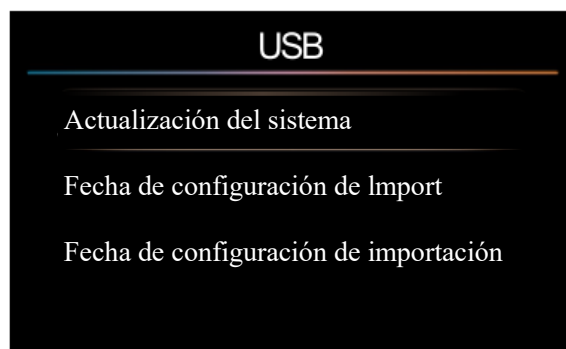 USB
Actualización del sistema
Fecha de configuración de lmport
Fecha de configuración de importación